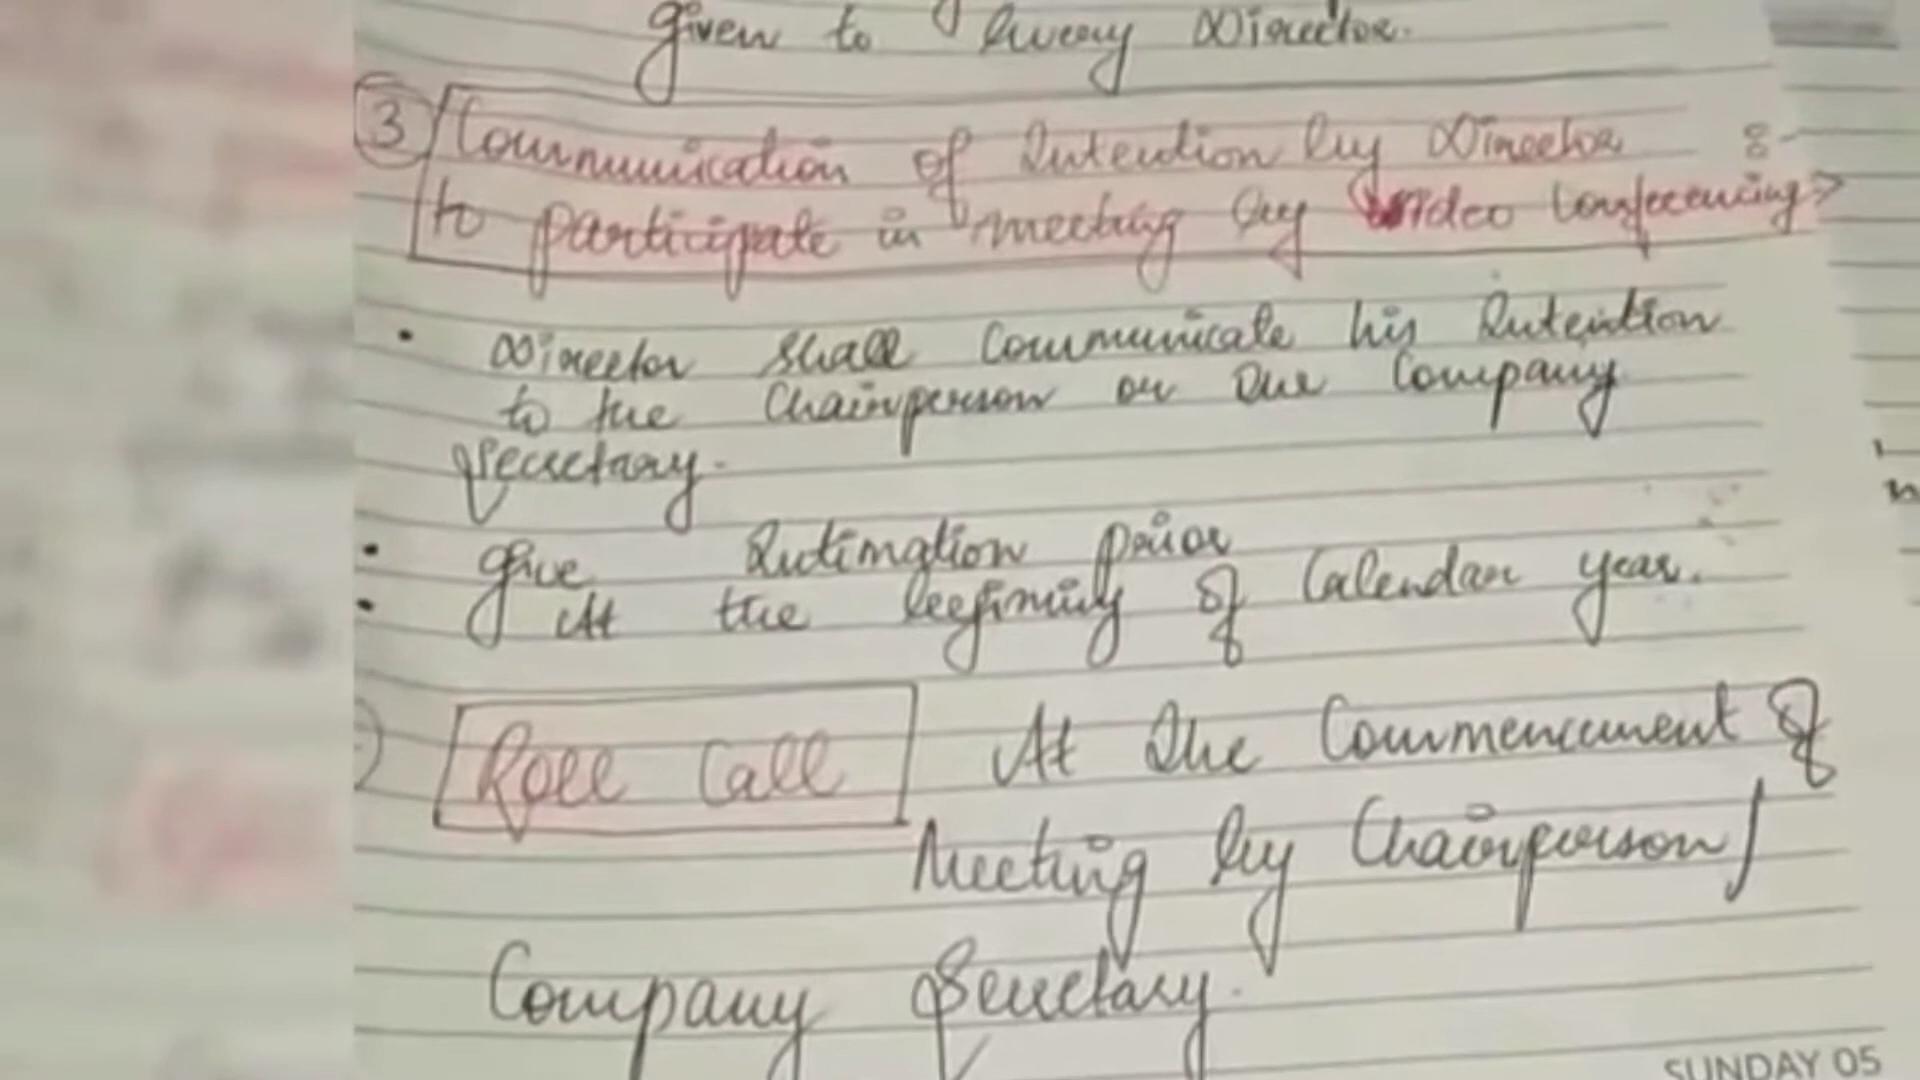 given to every Director.
③ Communication of Intention by Director :-
to participate in meeting by video Conferencing >
• Director shall Communicate his Intention
to the Chairperson or the Company
Secretary.
• give Intimation prior
• At the beginning of Calendar year.
Roll Call At the Commencement of
Meeting by Chairperson /
Company Secretary.
SUNDAY 05